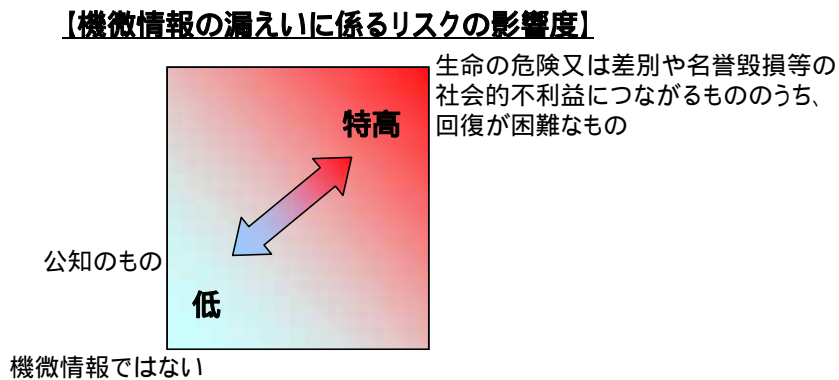 【機微情報の漏えいに係るリスクの影響度】
生命の危険又は差別や名誉毀損等の
社会的不利益につながるもののうち、
回復が困難なもの
特高
公知のもの
低
機微情報ではない